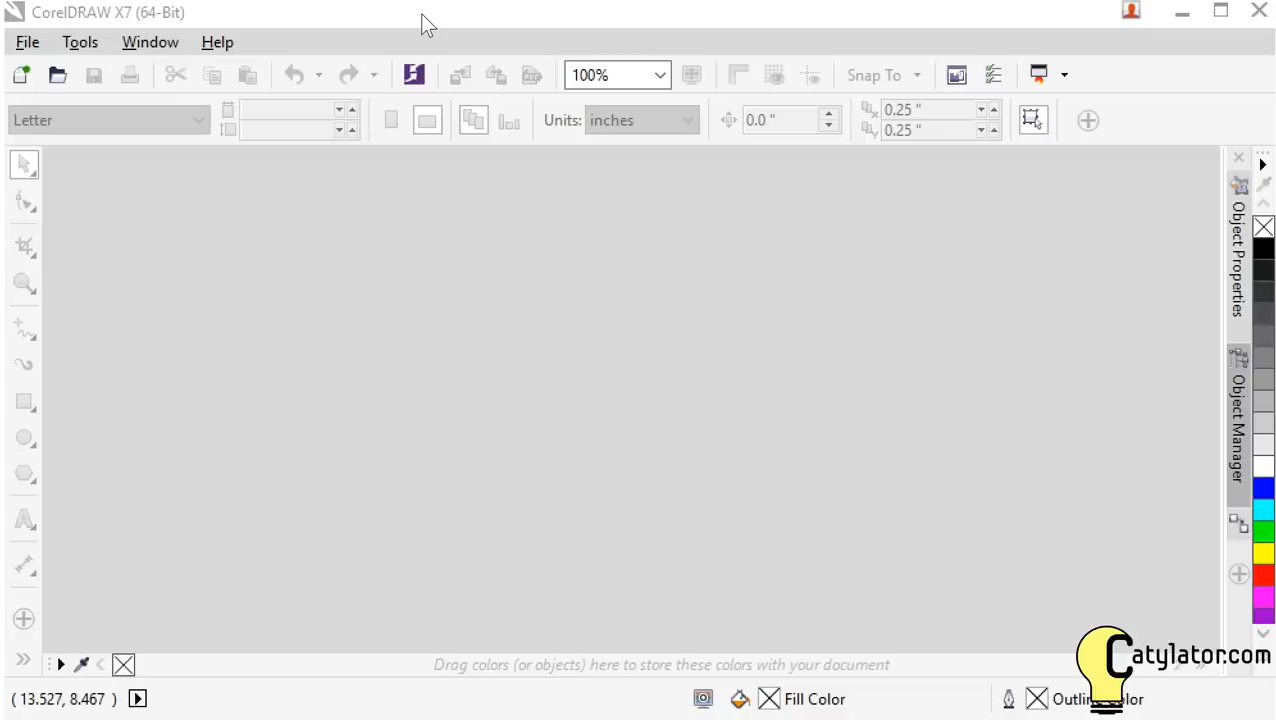 CorelDRAW X7 (64-Bit)
File Tools Window Help
100% Snap To
Letter Units: inches 0.0 " 0.25 "
0.25 "
Object Properties
Object Manager
Drag colors (or objects) here to store these colors with your document
Catylator.com
( 13.527, 8.467 ) Fill Color Outline Color